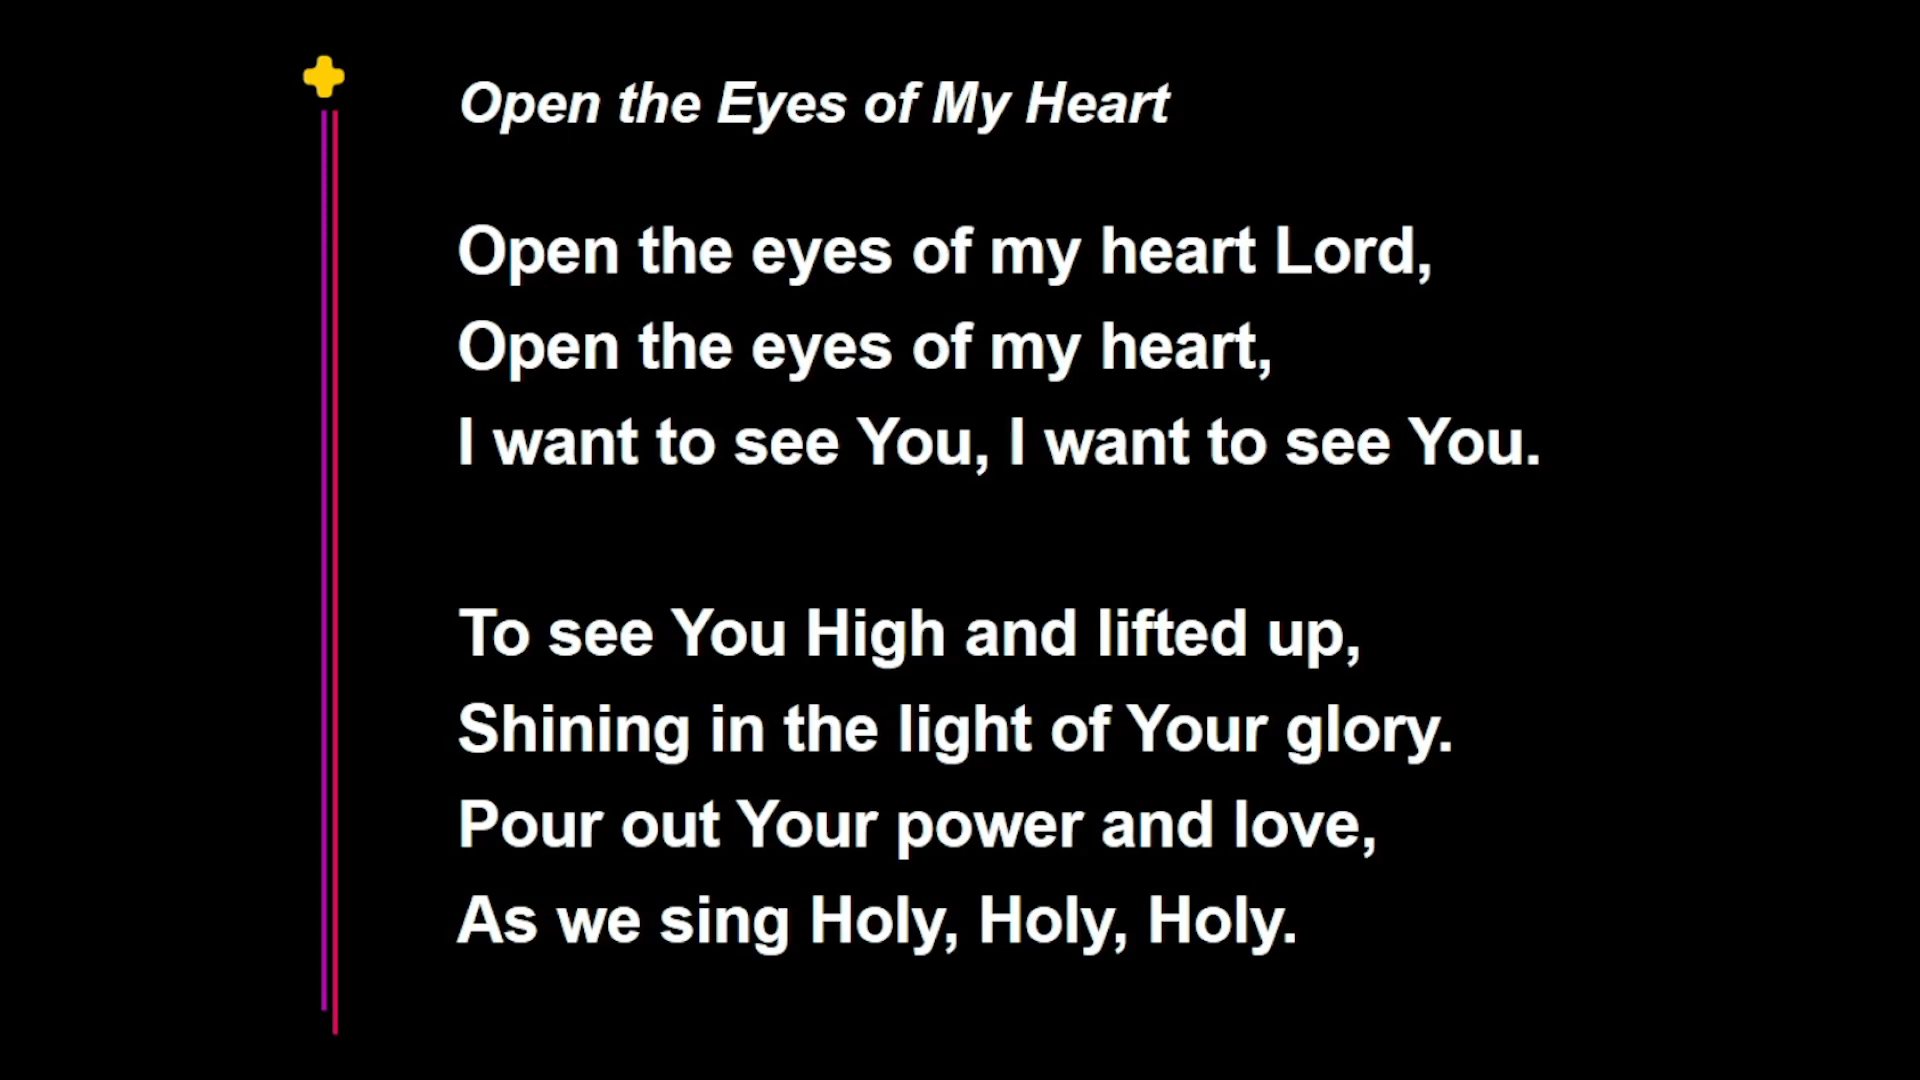 Open the Eyes of My Heart
Open the eyes of my heart Lord,
Open the eyes of my heart,
I want to see You, I want to see You.
To see You High and lifted up,
Shining in the light of Your glory.
Pour out Your power and love,
As we sing Holy, Holy, Holy.